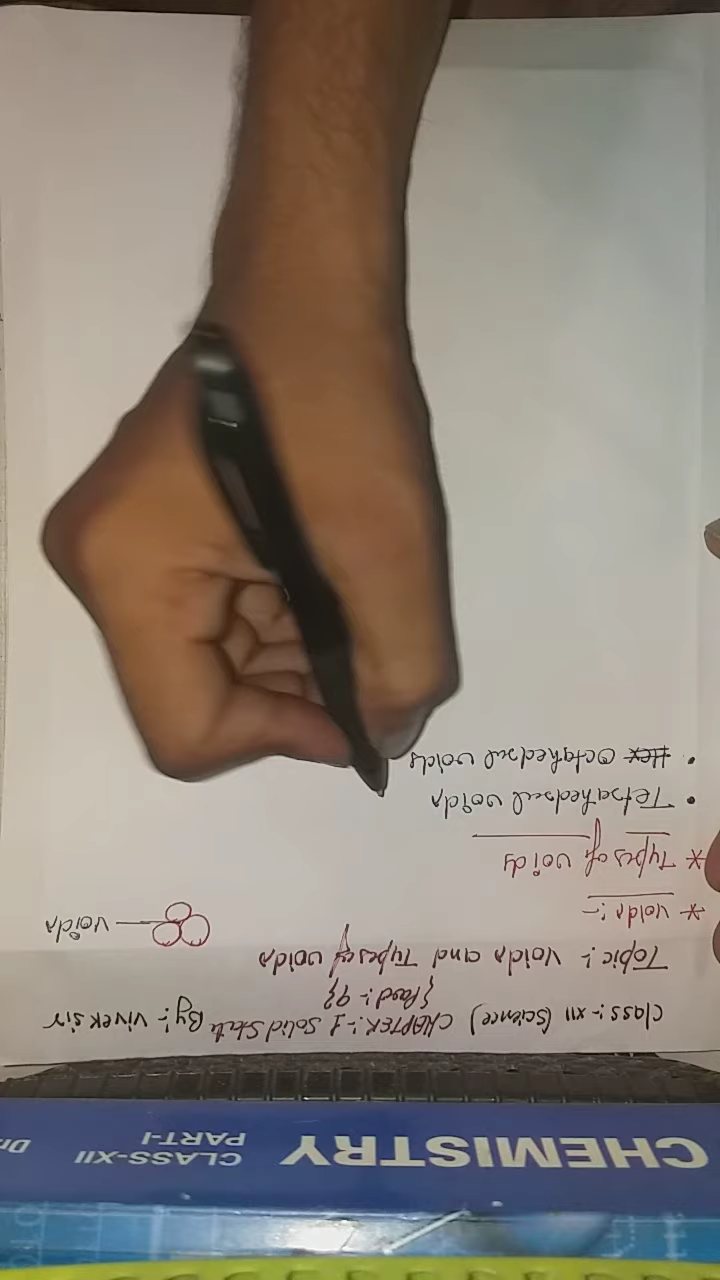 Class:- XII (Science) CHAPTER:-1 Solid State By:- Vivek sir
{Part :- 9}
Topic:- Voids and Types of voids
* Voids:-
voids
* Types of voids
• Tetrahedral voids
• Octahedral voids
CHEMISTRY CLASS-XII
PART-I